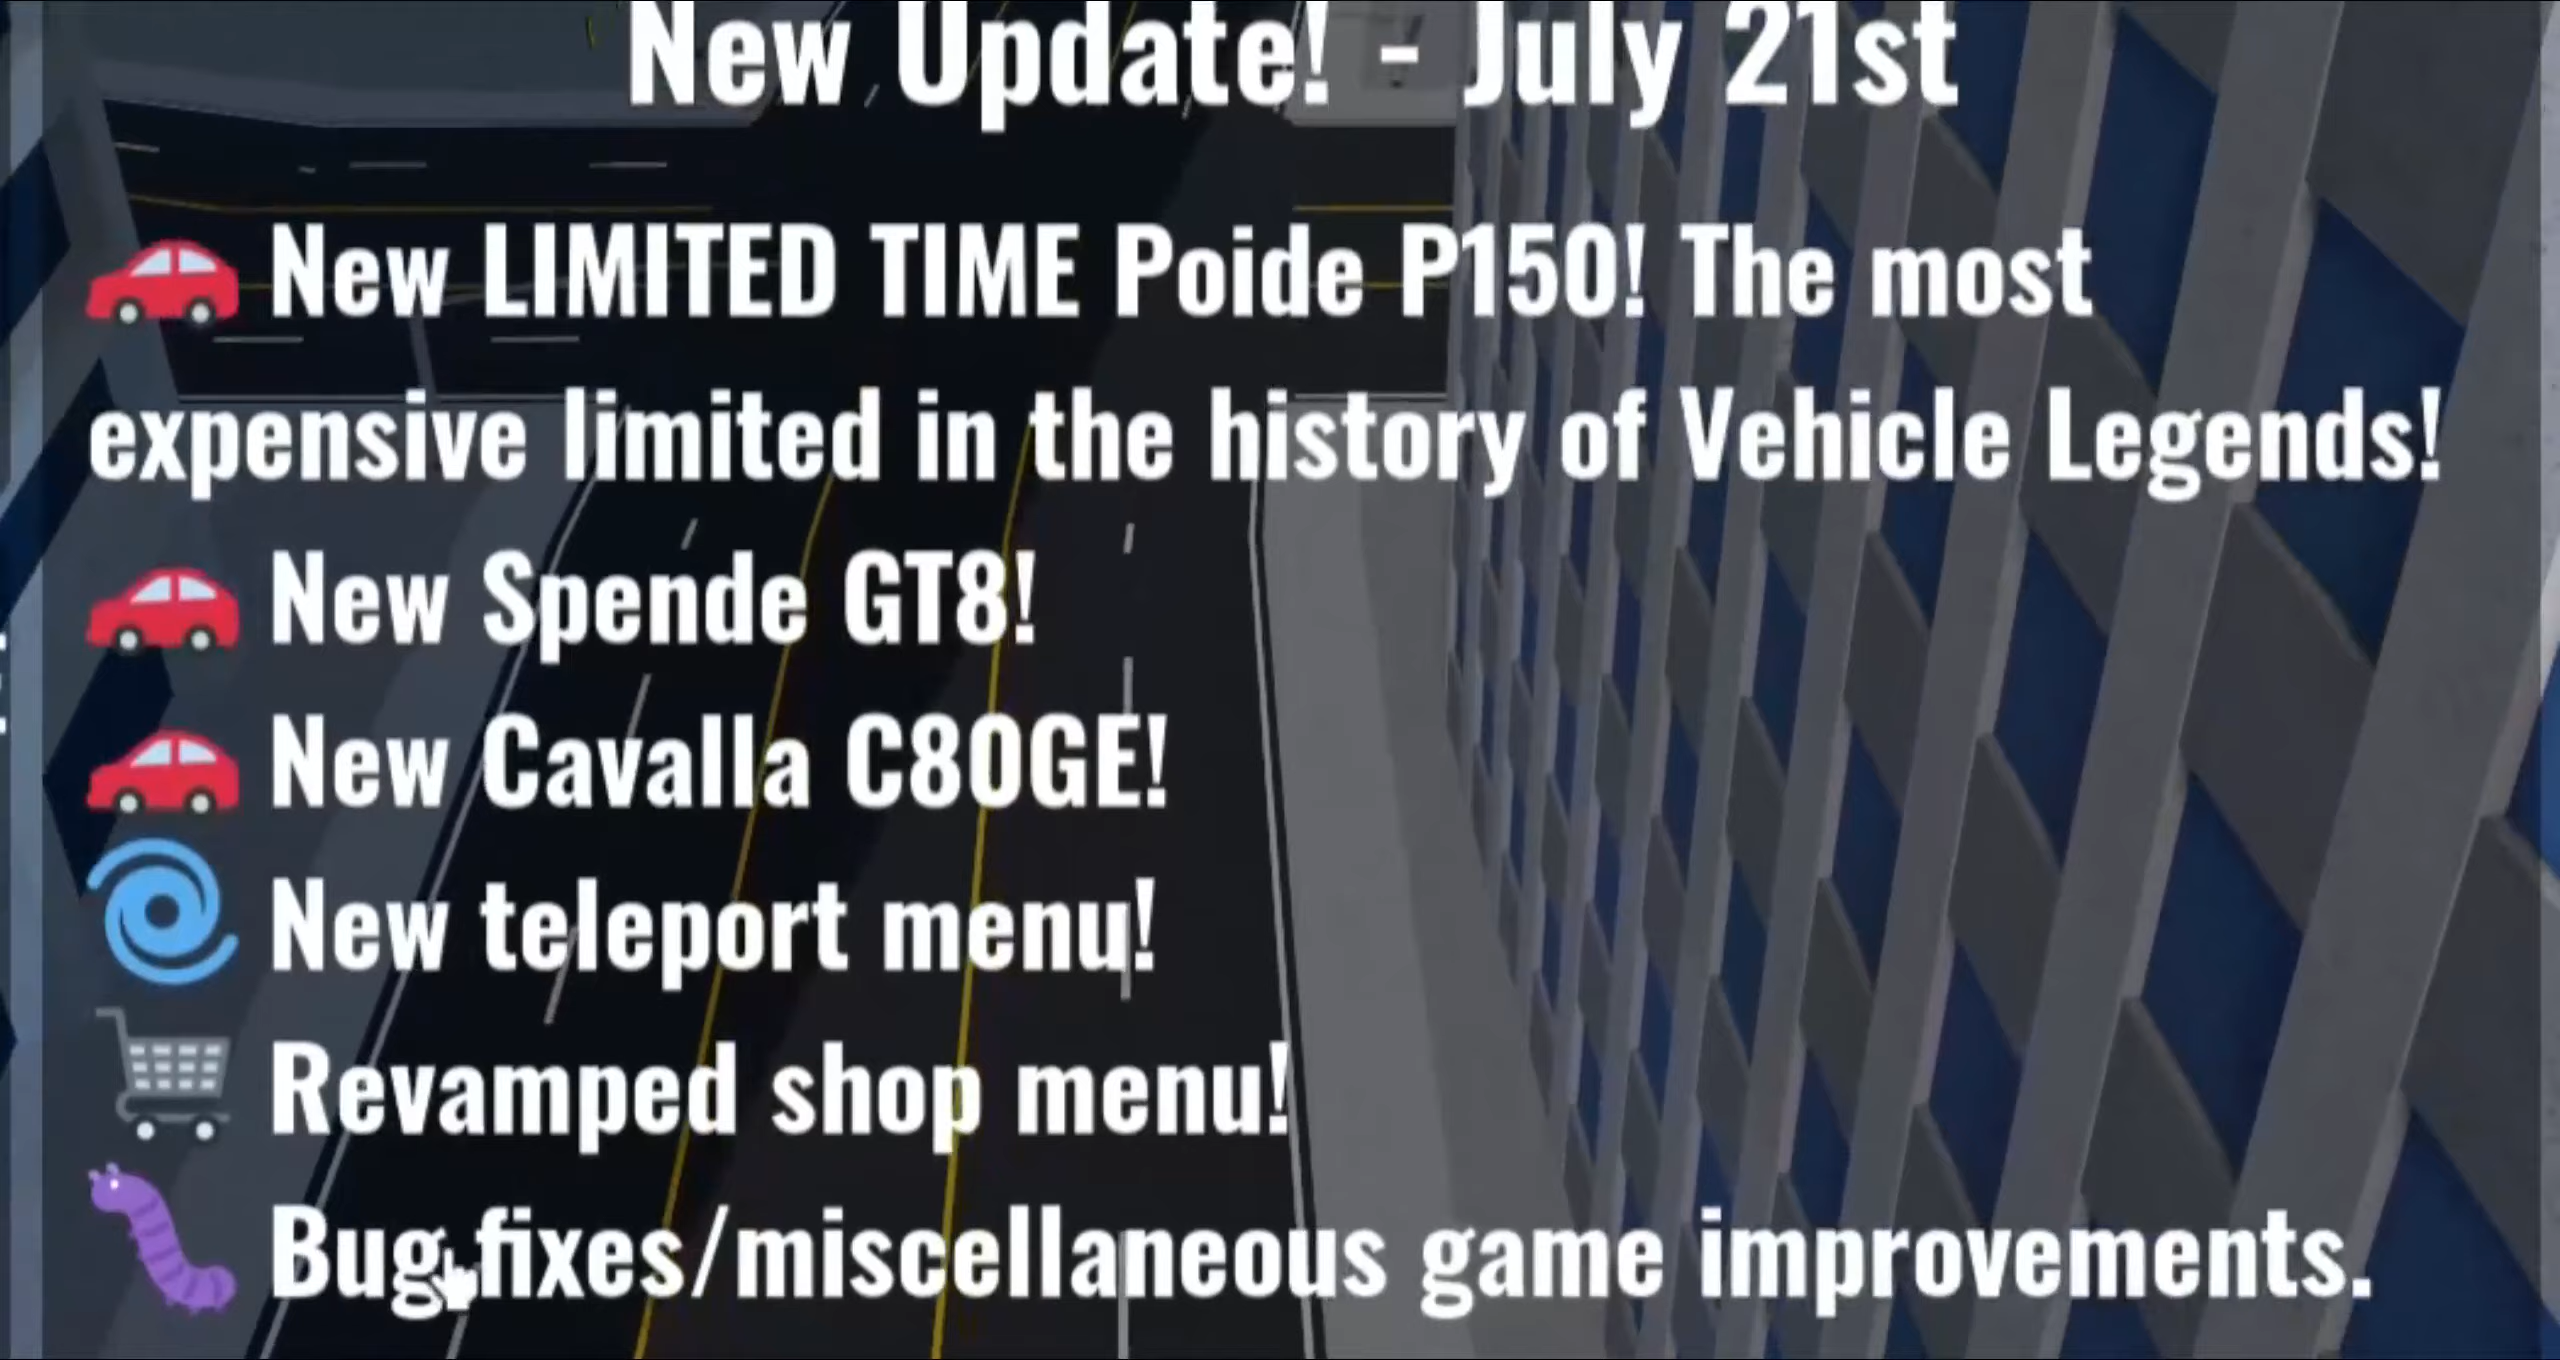 New Update! - July 21st
New LIMITED TIME Poide P150! The most
expensive limited in the history of Vehicle Legends!
New Spende GT8!
New Cavalla C80GE!
New teleport menu!
Revamped shop menu!
Bug fixes/miscellaneous game improvements.